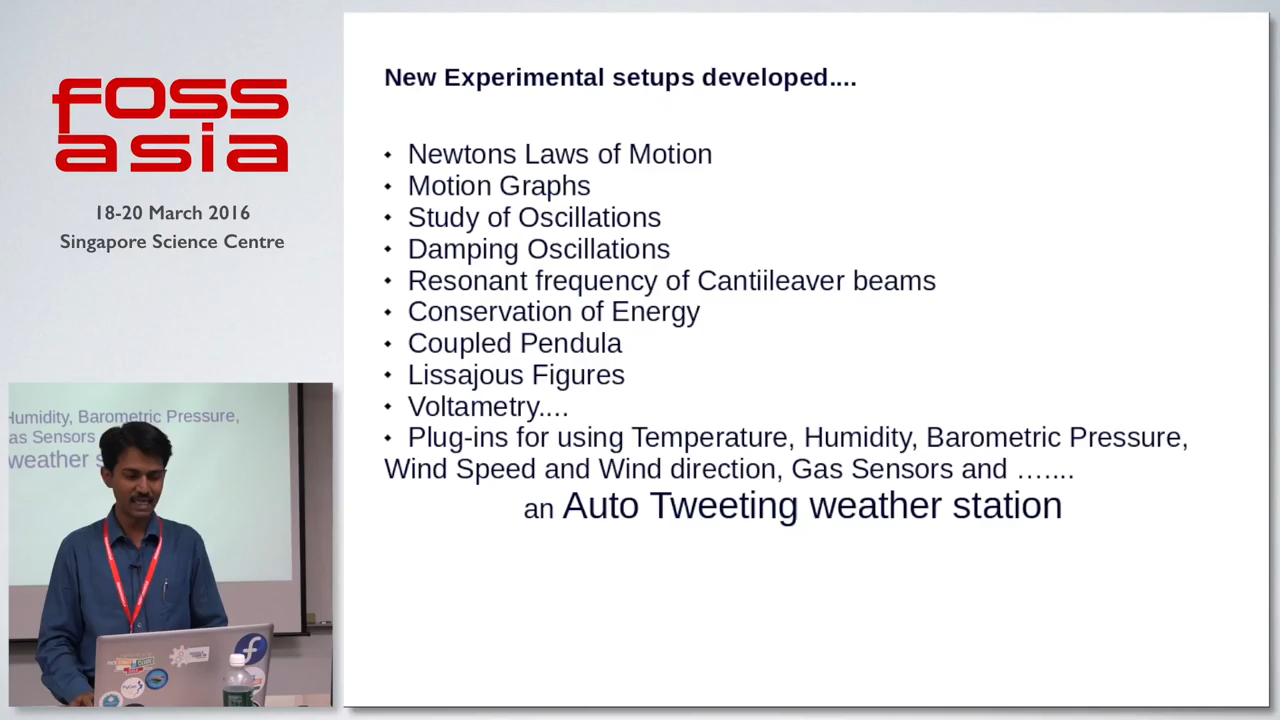 foss
asia
18-20 March 2016
Singapore Science Centre
New Experimental setups developed....
Newtons Laws of Motion
Motion Graphs
Study of Oscillations
Damping Oscillations
Resonant frequency of Cantiileaver beams
Conservation of Energy
Coupled Pendula
Lissajous Figures
Voltametry....
Plug-ins for using Temperature, Humidity, Barometric Pressure,
Wind Speed and Wind direction, Gas Sensors and …....
an Auto Tweeting weather station
Humidity, Barometric Pressure,
Gas Sensors
weather s